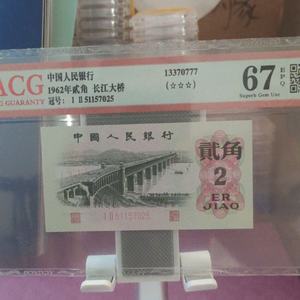 ACG
GUARANTY
中国人民银行
1962年贰角 长江大桥
冠号: I II 51157025
13370777
(☆☆☆)
67 EPQ
Superb Gem Unc
中國人民銀行
貳角
2
ER
JIAO
I II 51157025